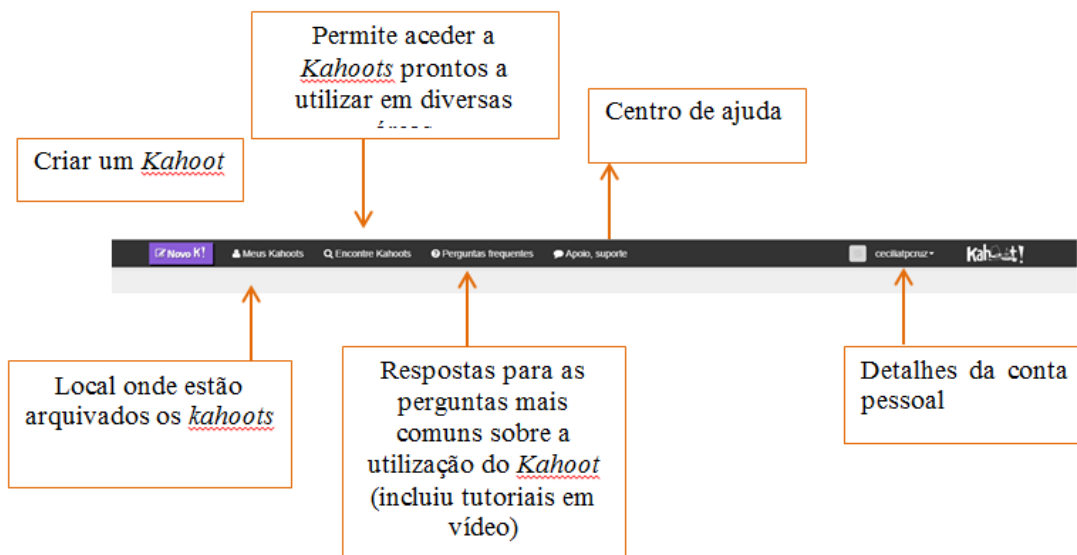 Permite aceder a
Kahoots prontos a
utilizar em diversas
Centro de ajuda
Criar um Kahoot
Novo K! Meus Kahoots Encontre Kahoots Perguntas frequentes Apoio, suporte ceciliatpcruz Kahoot!
Local onde estão
arquivados os kahoots
Respostas para as
perguntas mais
comuns sobre a
utilização do Kahoot
(incluiu tutoriais em
vídeo)
Detalhes da conta
pessoal